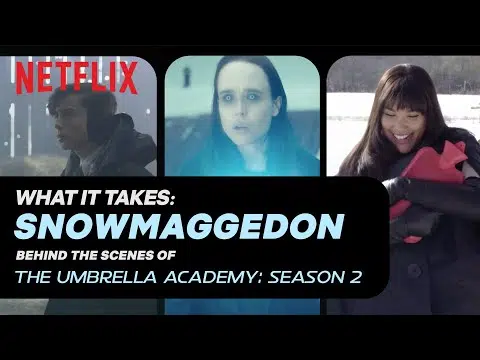 NETFLIX
WHAT IT TAKES:
SNOWMAGGEDON
BEHIND THE SCENES OF
THE UMBRELLA ACADEMY: SEASON 2